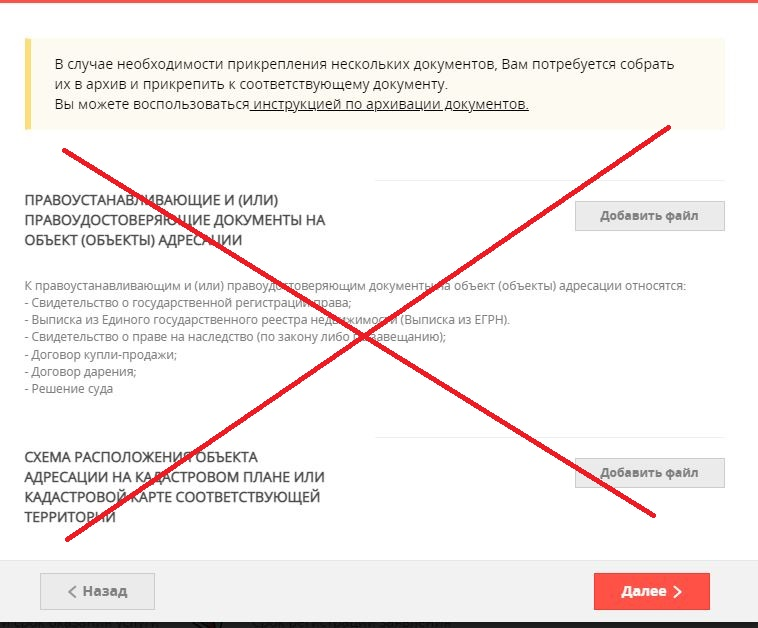 В случае необходимости прикрепления нескольких документов, Вам потребуется собрать
их в архив и прикрепить к соответствующему документу.
Вы можете воспользоваться инструкцией по архивации документов.
ПРАВОУСТАНАВЛИВАЮЩИЕ И (ИЛИ)
ПРАВОУДОСТОВЕРЯЮЩИЕ ДОКУМЕНТЫ НА
ОБЪЕКТ (ОБЪЕКТЫ) АДРЕСАЦИИ
Добавить файл
К правоустанавливающим и (или) правоудостоверяющим документы на объект (объекты) адресации относятся:
- Свидетельство о государственной регистрации права;
- Выписка из Единого государственного реестра недвижимости (Выписка из ЕГРН).
- Свидетельство о праве на наследство (по закону либо по завещанию);
- Договор купли-продажи;
- Договор дарения;
- Решение суда
СХЕМА РАСПОЛОЖЕНИЯ ОБЪЕКТА
АДРЕСАЦИИ НА КАДАСТРОВОМ ПЛАНЕ ИЛИ
КАДАСТРОВОЙ КАРТЕ СООТВЕТСТВУЮЩЕЙ
ТЕРРИТОРИИ
Добавить файл
Назад
Далее